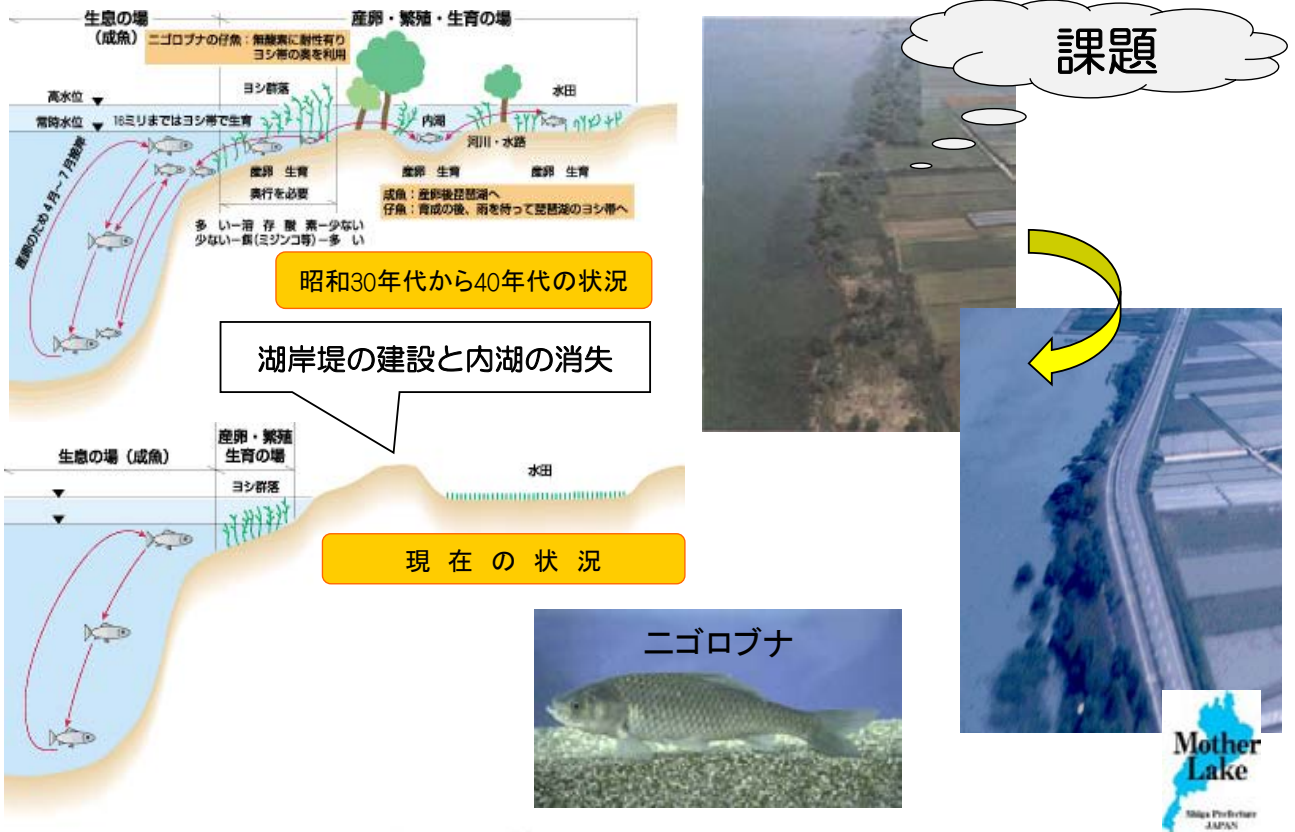 生息の場
(成魚)
産卵・繁殖・生育の場
ニゴロブナの仔魚：無酸素に耐性有り
ヨシ帯の奥を利用
課題
高水位
ヨシ群落
水田
常時水位
16ミリまではヨシ帯で生育
内湖
河川・水路
産卵のため4月～7月接岸
産卵 生育
奥行を必要
産卵 生育
産卵 生育
成魚：産卵後琵琶湖へ
仔魚：育成の後、雨を待って琵琶湖のヨシ帯へ
多 い－溶 存 酸 素－少ない
少ない－餌(ミジンコ等)－多 い
昭和30年代から40年代の状況
湖岸堤の建設と内湖の消失
生息の場（成魚）
産卵・繁殖
生育の場
ヨシ群落
水田
現 在 の 状 況
ニゴロブナ
Mother
Lake
Shiga Prefecture
JAPAN